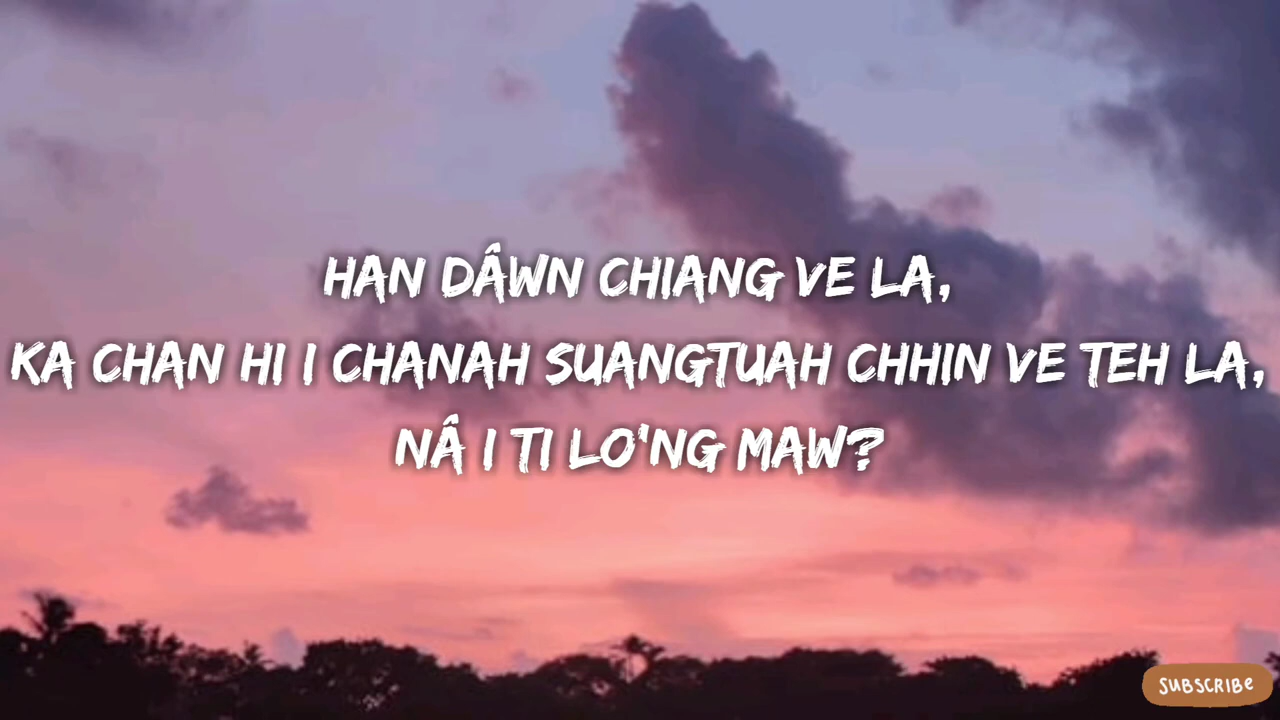 HAN DÂWN CHIANG VE LA,
KA CHAN HI I CHANAH SUANGTUAH CHHIN VE TEH LA,
NÂ I TI LO'NG MAW?
SUBSCRIBE